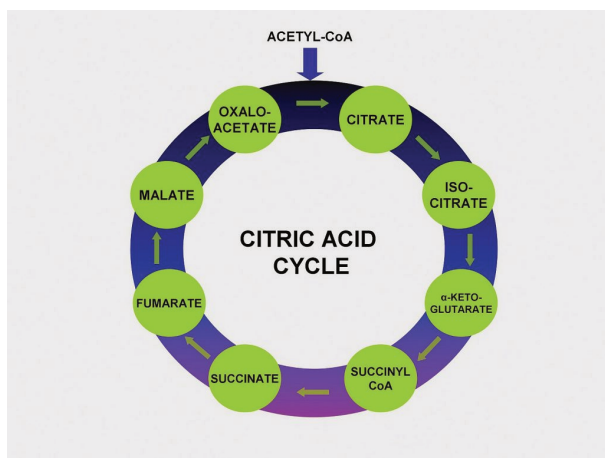 ACETYL-CoA
OXALO-
ACETATE
CITRATE
ISO-
CITRATE
α-KETO-
GLUTARATE
SUCCINYL
CoA
SUCCINATE
FUMARATE
MALATE
CITRIC ACID
CYCLE